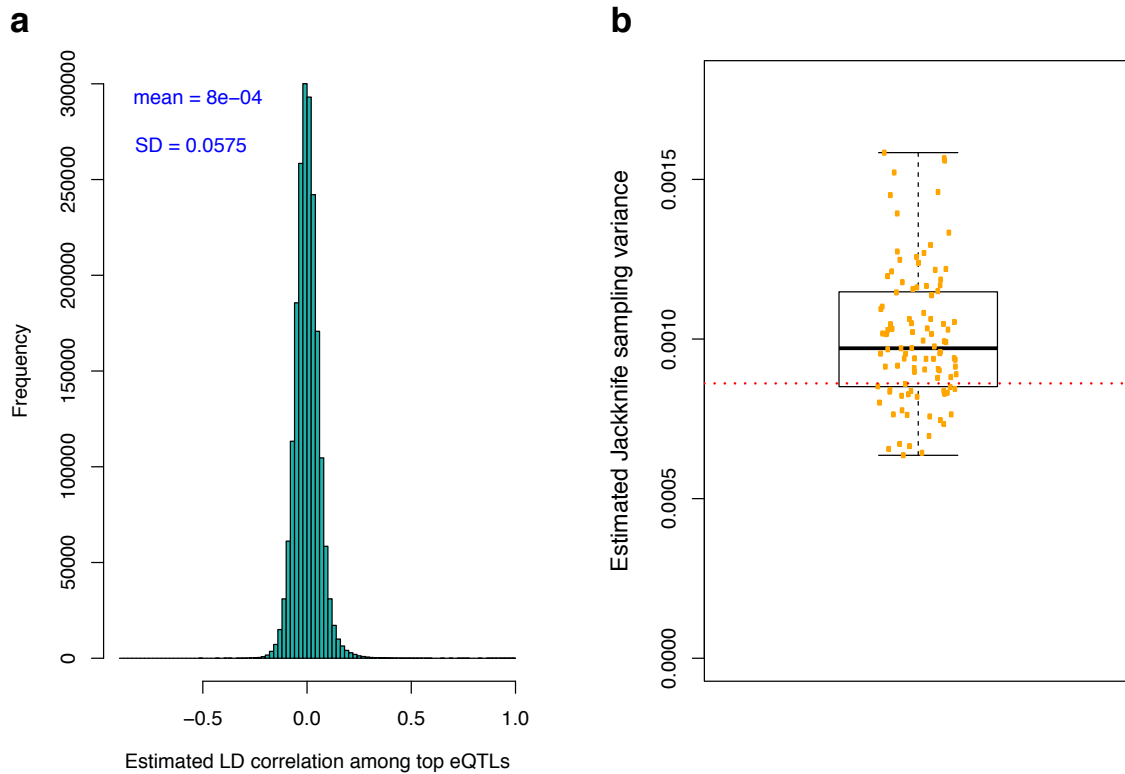 a
mean = 8e−04
SD = 0.0575
Frequency
300000
250000
200000
150000
100000
50000
0
−0.5
0.0
0.5
1.0
Estimated LD correlation among top eQTLs
b
Estimated Jackknife sampling variance
0.0015
0.0010
0.0005
0.0000